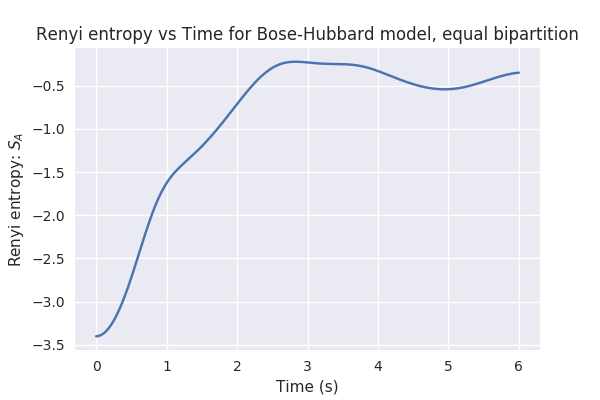 Renyi entropy vs Time for Bose-Hubbard model, equal bipartition
−0.5
−1.0
−1.5
−2.0
−2.5
−3.0
−3.5
Renyi entropy: S_A
0 1 2 3 4 5 6
Time (s)